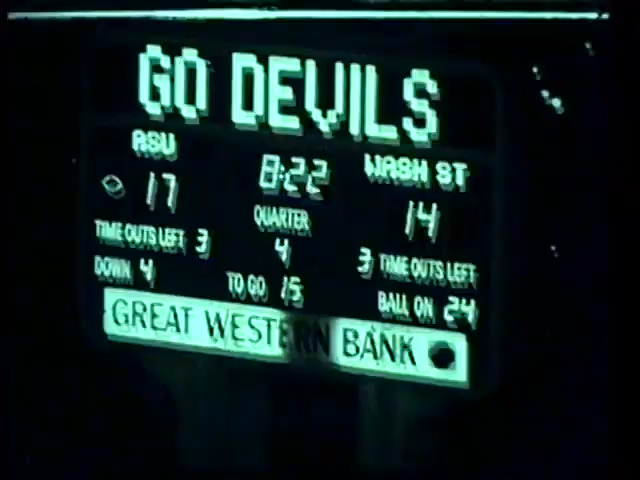 GO DEVILS
ASU 8:22 WASH ST
17 QUARTER 14
TIME OUTS LEFT 3 4 3 TIME OUTS LEFT
DOWN 4 TO GO 15 BALL ON 24
GREAT WESTERN BANK